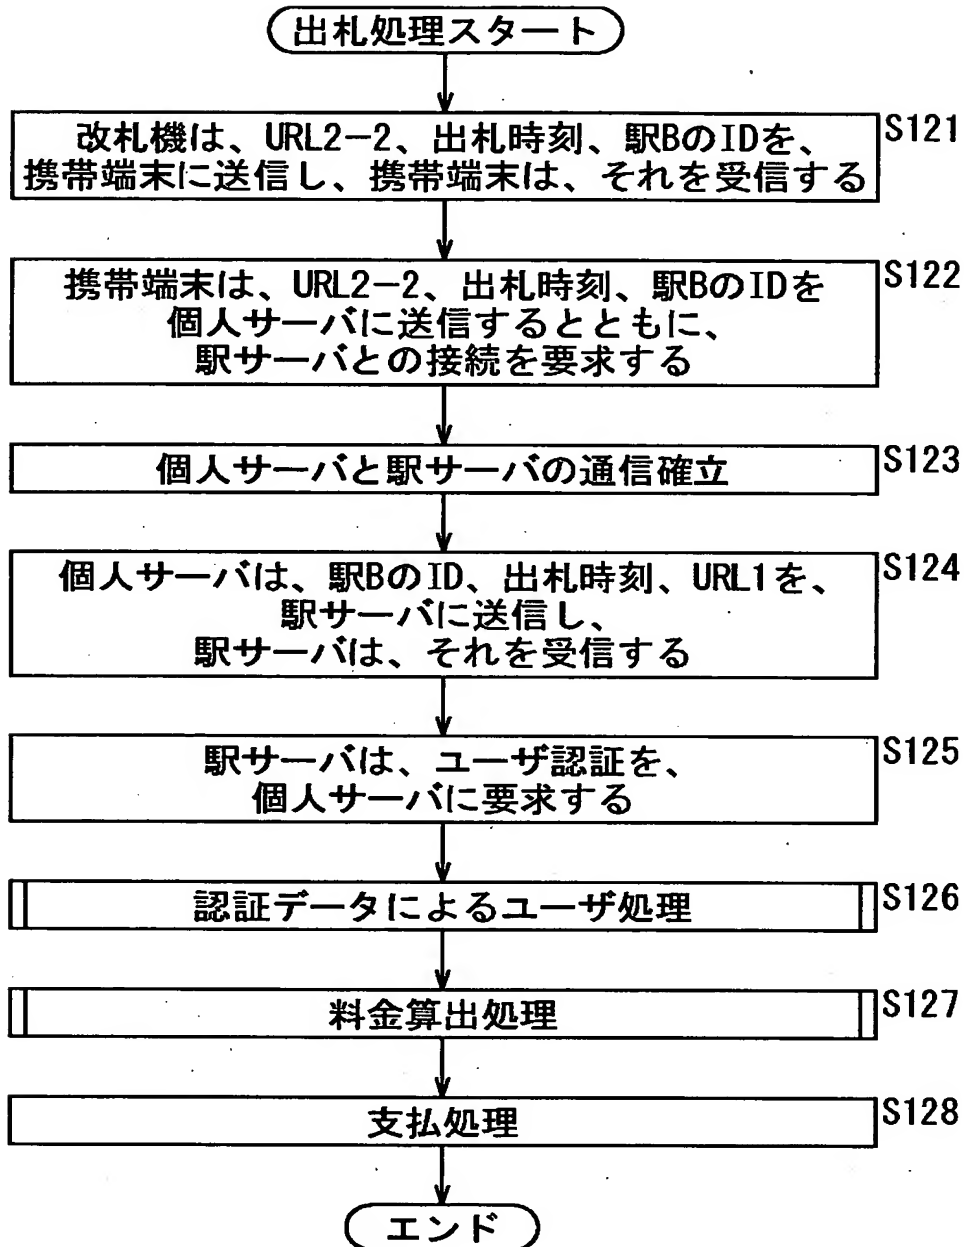 出札処理スタート
改札機は、URL2-2、出札時刻、駅BのIDを、
携帯端末に送信し、携帯端末は、それを受信する
S121
携帯端末は、URL2-2、出札時刻、駅BのIDを
個人サーバに送信するとともに、
駅サーバとの接続を要求する
S122
個人サーバと駅サーバの通信確立
S123
個人サーバは、駅BのID、出札時刻、URL1を、
駅サーバに送信し、
駅サーバは、それを受信する
S124
駅サーバは、ユーザ認証を、
個人サーバに要求する
S125
認証データによるユーザ処理
S126
料金算出処理
S127
支払処理
S128
エンド